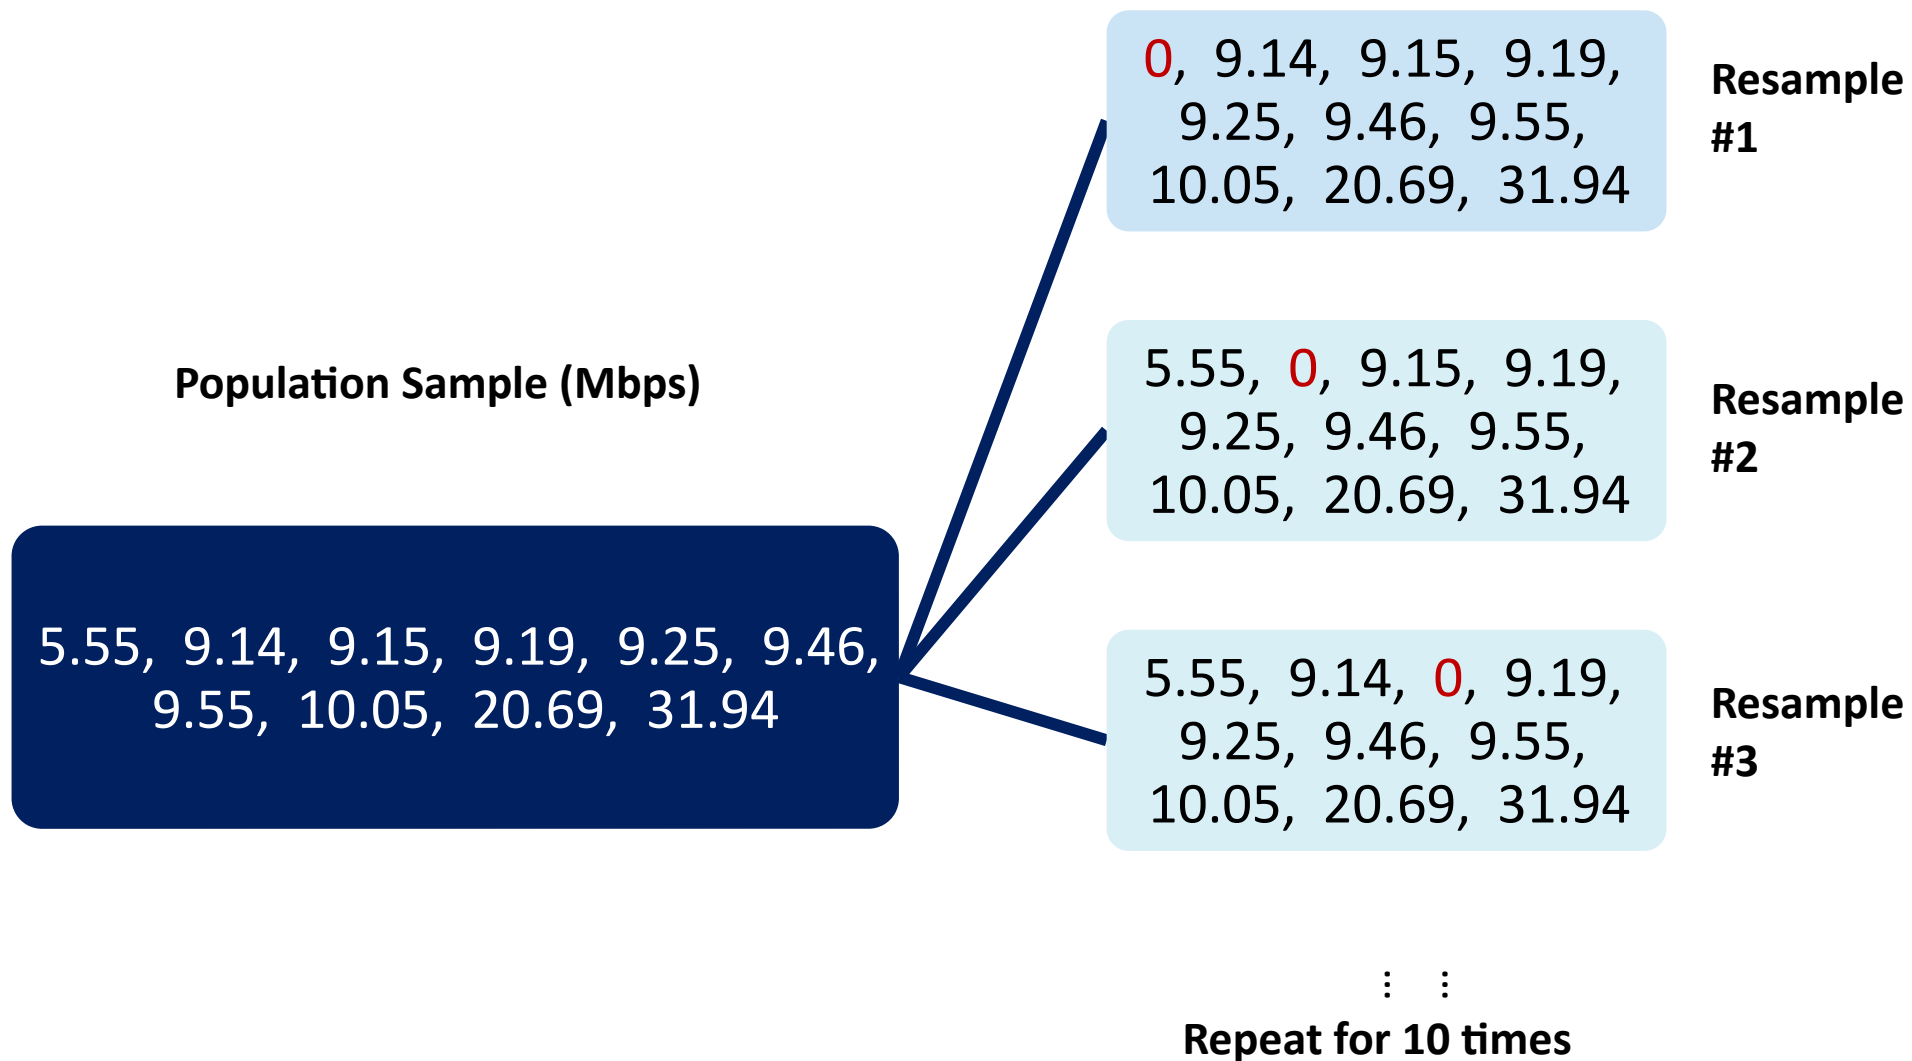 Population Sample (Mbps)
5.55, 9.14, 9.15, 9.19, 9.25, 9.46,
9.55, 10.05, 20.69, 31.94
0, 9.14, 9.15, 9.19,
9.25, 9.46, 9.55,
10.05, 20.69, 31.94
Resample
#1
5.55, 0, 9.15, 9.19,
9.25, 9.46, 9.55,
10.05, 20.69, 31.94
Resample
#2
5.55, 9.14, 0, 9.19,
9.25, 9.46, 9.55,
10.05, 20.69, 31.94
Resample
#3
⋮ ⋮
Repeat for 10 times